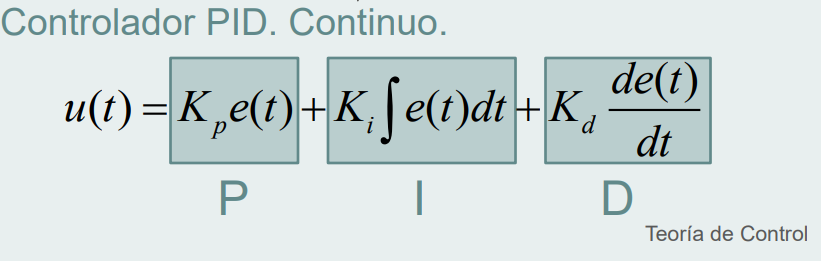 Controlador PID. Continuo.
u(t) = K_p e(t) + K_i ∫ e(t)dt + K_d de(t)/dt
P I D
Teoría de Control